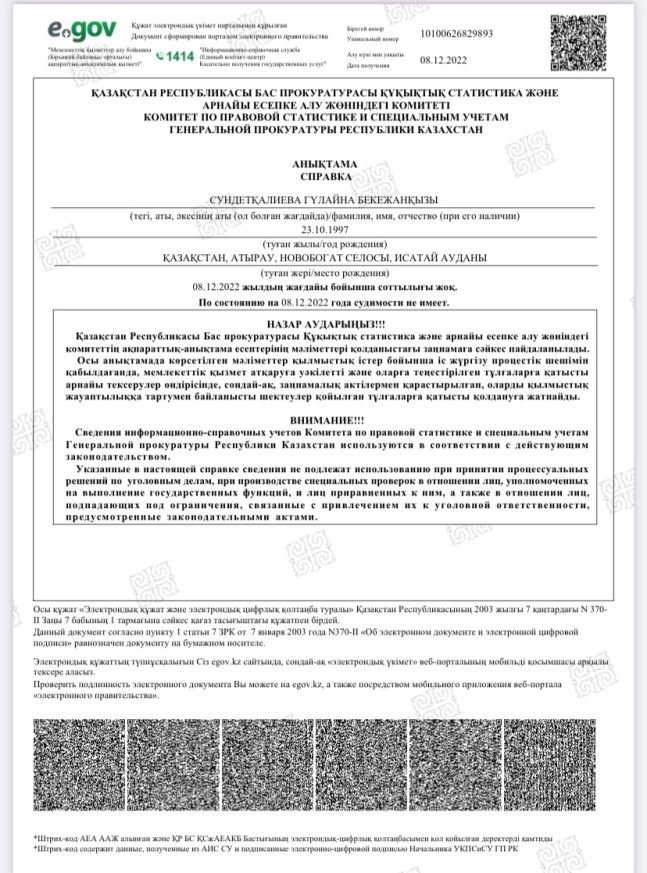 eGOV
Құжат электрондық үкімет порталымен құрылған
Документ сформирован порталом электронного правительства
"Мемлекеттік қызметтер алу бойынша
(Бірыңғай байланыс орталығы)
ақпараттық-анықтамалық қызметі"
1414
"Информационно-справочная служба
(Единый контакт-центр)
Касательно получения государственных услуг"
Бірегей нөмір
Уникальный номер
10100626829893
Алу күні мен уақыты
Дата получения
08.12.2022
ҚАЗАҚСТАН РЕСПУБЛИКАСЫ БАС ПРОКУРАТУРАСЫ ҚҰҚЫҚТЫҚ СТАТИСТИКА ЖӘНЕ
АРНАЙЫ ЕСЕПКЕ АЛУ ЖӨНІНДЕГІ КОМИТЕТІ
КОМИТЕТ ПО ПРАВОВОЙ СТАТИСТИКЕ И СПЕЦИАЛЬНЫМ УЧЕТАМ
ГЕНЕРАЛЬНОЙ ПРОКУРАТУРЫ РЕСПУБЛИКИ КАЗАХСТАН
АНЫҚТАМА
СПРАВКА
СУНДЕТҚАЛИЕВА ГҮЛАЙНА БЕКЕЖАНҚЫЗЫ
(тегі, аты, әкесінің аты (ол болған жағдайда)/фамилия, имя, отчество (при его наличии)
23.10.1997
(туған жылы/год рождения)
ҚАЗАҚСТАН, АТЫРАУ, НОВОБОГАТ СЕЛОСЫ, ИСАТАЙ АУДАНЫ
(туған жері/место рождения)
08.12.2022 жылдың жағдайы бойынша соттылығы жоқ.
По состоянию на 08.12.2022 года судимости не имеет.
НАЗАР АУДАРЫҢЫЗ!!!
Қазақстан Республикасы Бас прокуратурасы Құқықтық статистика және арнайы есепке алу жөніндегі
комитеттің ақпараттық-анықтама есептерінің мәліметтері қолданыстағы заңнамаға сәйкес пайдаланылады.
Осы анықтамада көрсетілген мәліметтер қылмыстық істер бойынша іс жүргізу процестік шешімін
қабылдағанда, мемлекеттік қызмет атқаруға уәкілетті және оларға теңестірілген тұлғаларға қатысты
арнайы тексерулер өндірісінде, сондай-ақ, заңнамалық актілермен қарастырылған, оларды қылмыстық
жауаптылыққа тартумен байланысты шектеулер қойылған тұлғаларға қатысты қолдануға жатпайды.
ВНИМАНИЕ!!!
Сведения информационно-справочных учетов Комитета по правовой статистике и специальным учетам
Генеральной прокуратуры Республики Казахстан используются в соответствии с действующим
законодательством.
Указанные в настоящей справке сведения не подлежат использованию при принятии процессуальных
решений по уголовным делам, при производстве специальных проверок в отношении лиц, уполномоченных
на выполнение государственных функций, и лиц приравненных к ним, а также в отношении лиц,
подпадающих под ограничения, связанные с привлечением их к уголовной ответственности,
предусмотренные законодательными актами.
Осы құжат «Электрондық құжат және электрондық цифрлық қолтаңба туралы» Қазақстан Республикасының 2003 жылғы 7 қаңтардағы N 370-
II Заңы 7 бабының 1 тармағына сәйкес қағаз тасығыштағы құжатпен бірдей.
Данный документ согласно пункту 1 статьи 7 ЗРК от 7 января 2003 года N370-II «Об электронном документе и электронной цифровой
подписи» равнозначен документу на бумажном носителе.
Электрондық құжаттың түпнұсқалығын Сіз egov.kz сайтында, сондай-ақ «электрондық үкімет» веб-порталының мобильді қосымшасы арқылы
тексере аласыз.
Проверить подлинность электронного документа Вы можете на egov.kz, а также посредством мобильного приложения веб-портала
«электронного правительства».
*Штрих-код АЕА ААЖ алынған және ҚР БС ҚСжАЕАКБ Бастығының электрондық-цифрлық қолтаңбасымен қол қойылған деректерді қамтиды
*Штрих-код содержит данные, полученные из АИС СУ и подписанные электронно-цифровой подписью Начальника УКПСиСУ ГП РК